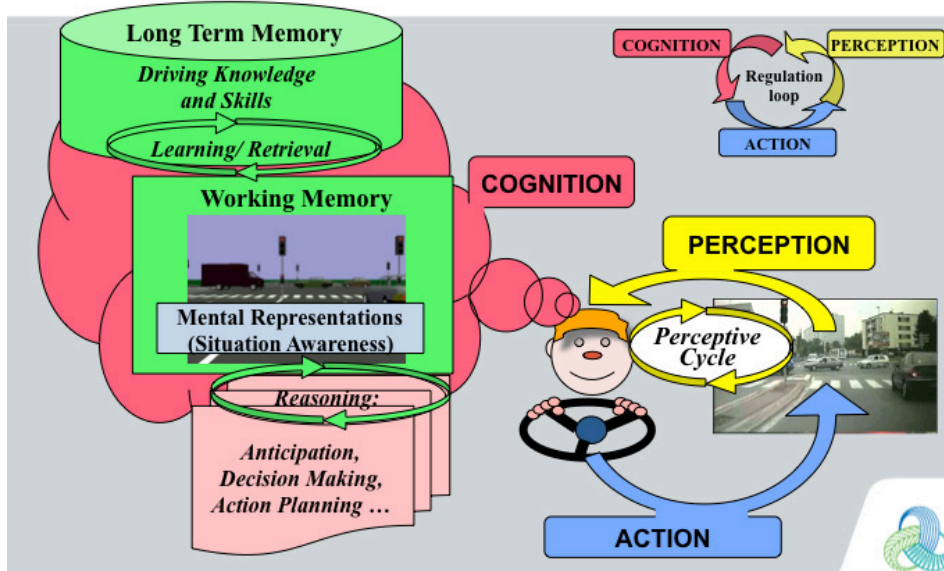 Long Term Memory
Driving Knowledge
and Skills
Learning/ Retrieval
Working Memory
Mental Representations
(Situation Awareness)
Reasoning:
Anticipation,
Decision Making,
Action Planning …
COGNITION
COGNITION
PERCEPTION
Regulation
loop
ACTION
PERCEPTION
Perceptive
Cycle
ACTION